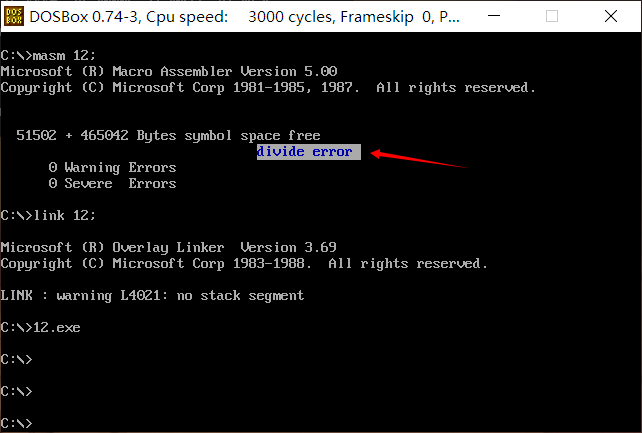 DOS
BOX
DOSBox 0.74-3, Cpu speed: 3000 cycles, Frameskip 0, P...
C:\>masm 12;
Microsoft (R) Macro Assembler Version 5.00
Copyright (C) Microsoft Corp 1981-1985, 1987.  All rights reserved.
51502 + 465042 Bytes symbol space free
divide error
0 Warning Errors
0 Severe  Errors
C:\>link 12;
Microsoft (R) Overlay Linker  Version 3.69
Copyright (C) Microsoft Corp 1983-1988.  All rights reserved.
LINK : warning L4021: no stack segment
C:\>12.exe
C:\>
C:\>
C:\>